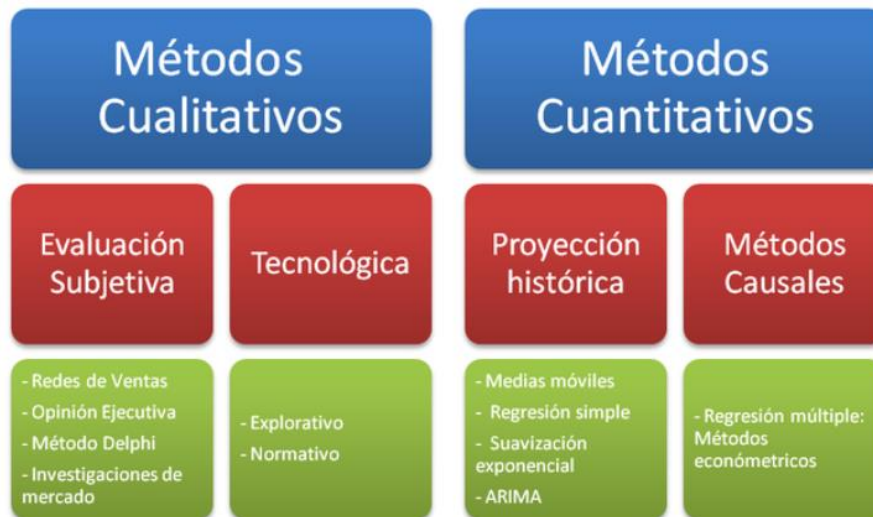 Métodos
Cualitativos
Métodos
Cuantitativos
Evaluación
Subjetiva
Tecnológica
Proyección
histórica
Métodos
Causales
- Redes de Ventas
- Opinión Ejecutiva
- Método Delphi
- Investigaciones de
mercado
- Explorativo
- Normativo
- Medias móviles
- Regresión simple
- Suavización
exponencial
- ARIMA
- Regresión múltiple:
Métodos
económetricos